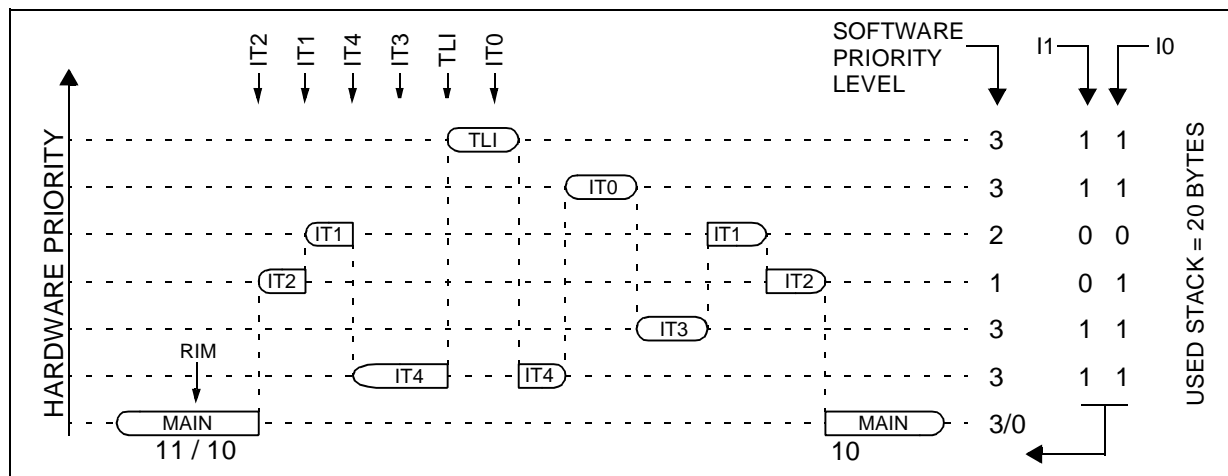 IT2
IT1
IT4
IT3
TLI
IT0
SOFTWARE
PRIORITY
LEVEL
I1
I0
HARDWARE PRIORITY
USED STACK = 20 BYTES
TLI
3
1 1
IT0
3
1 1
IT1
IT1
2
0 0
IT2
IT2
1
0 1
IT3
3
1 1
RIM
IT4
IT4
3
1 1
MAIN
MAIN
3/0
11 / 10
10